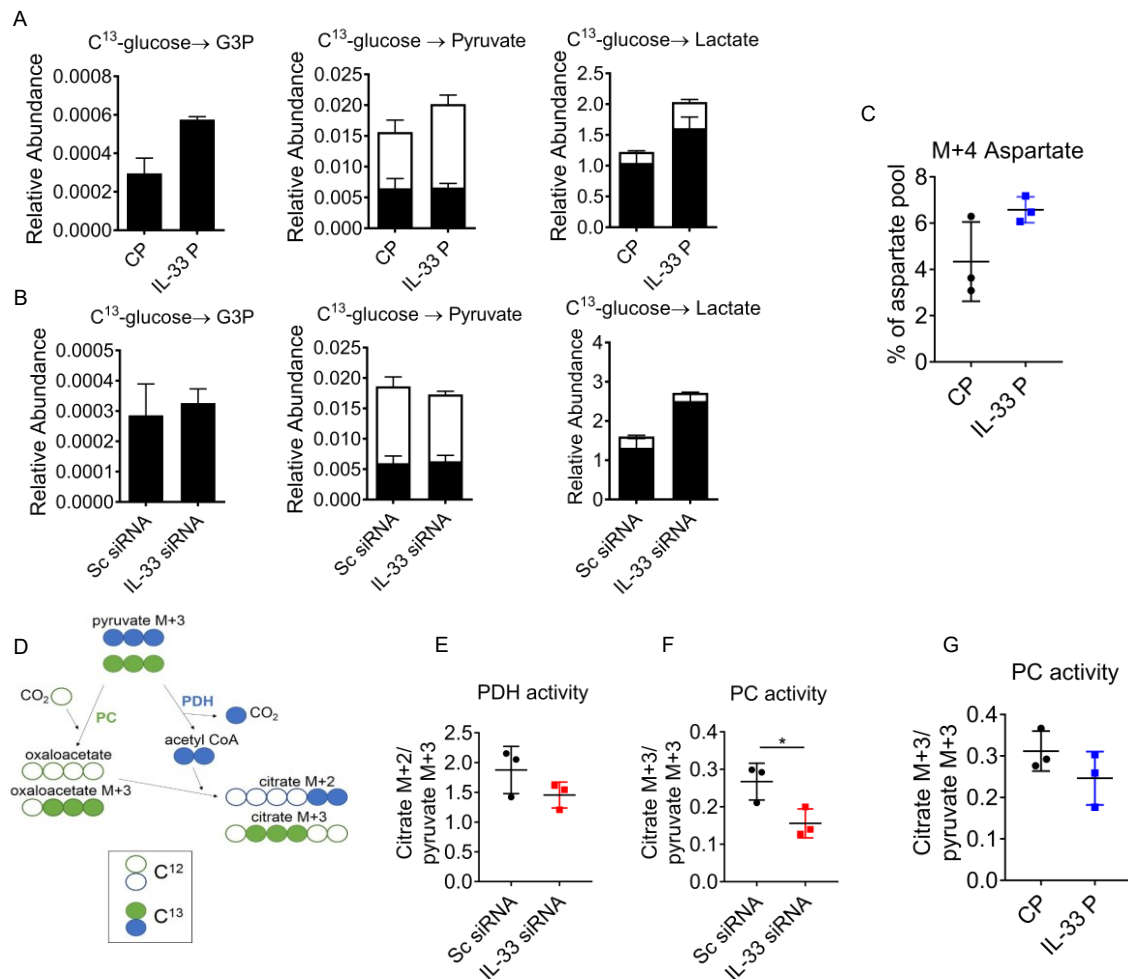 A
C¹³-glucose→ G3P
Relative Abundance
0.0008
0.0006
0.0004
0.0002
0.0000
CP
IL-33 P
C¹³-glucose → Pyruvate
Relative Abundance
0.025
0.020
0.015
0.010
0.005
0.000
CP
IL-33 P
C¹³-glucose→ Lactate
Relative Abundance
2.5
2.0
1.5
1.0
0.5
0.0
CP
IL-33 P
B
C¹³-glucose→ G3P
Relative Abundance
0.0005
0.0004
0.0003
0.0002
0.0001
0.0000
Sc siRNA
IL-33 siRNA
C¹³-glucose → Pyruvate
Relative Abundance
0.025
0.020
0.015
0.010
0.005
0.000
Sc siRNA
IL-33 siRNA
C¹³-glucose→ Lactate
Relative Abundance
4
3
2
1
0
Sc siRNA
IL-33 siRNA
C
M+4 Aspartate
% of aspartate pool
8
6
4
2
0
CP
IL-33 P
D
pyruvate M+3
CO₂
PC
PDH
CO₂
acetyl CoA
oxaloacetate
oxaloacetate M+3
citrate M+2
citrate M+3
C¹²
C¹³
E
PDH activity
Citrate M+2/
pyruvate M+3
2.5
2.0
1.5
1.0
0.5
0.0
Sc siRNA
IL-33 siRNA
F
PC activity
Citrate M+3/
pyruvate M+3
0.4
0.3
0.2
0.1
0.0
*
Sc siRNA
IL-33 siRNA
G
PC activity
Citrate M+3/
pyruvate M+3
0.4
0.3
0.2
0.1
0.0
CP
IL-33 P